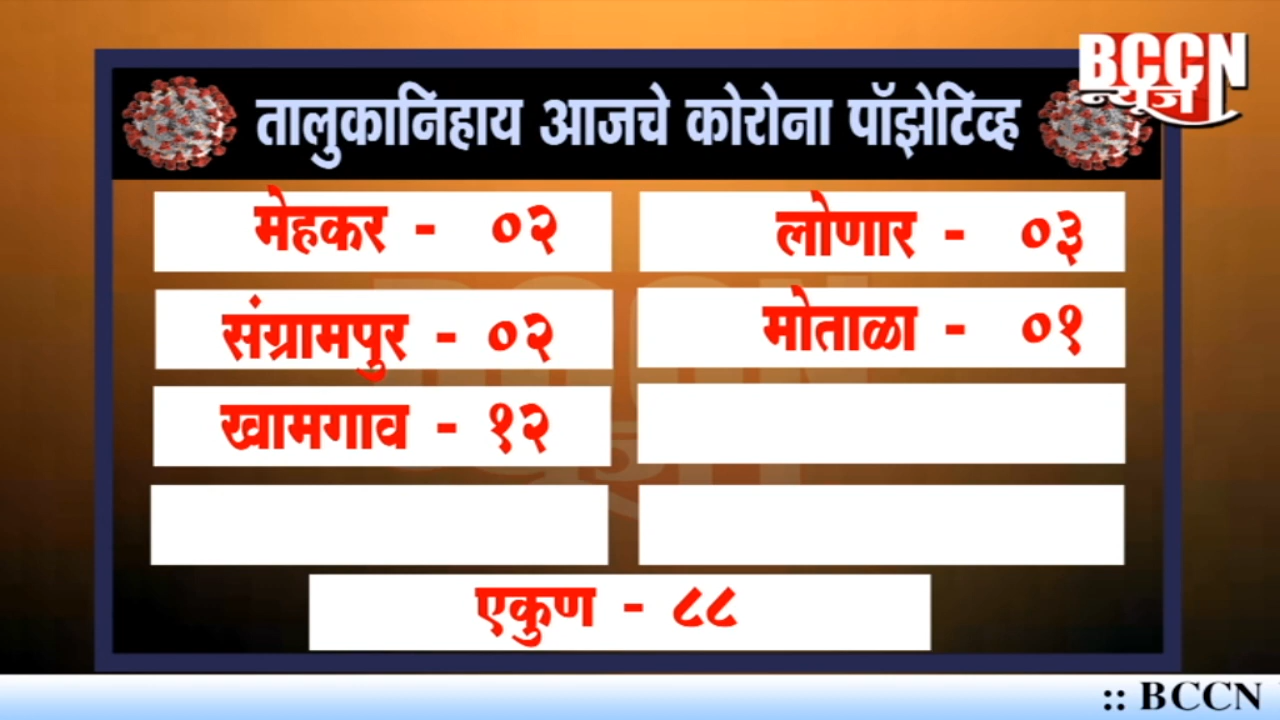 BCCN
न्यूज
तालुकानिहाय आजचे कोरोना पॉझेटिव्ह
मेहकर - ०२
लोणार - ०३
संग्रामपुर - ०२
मोताळा - ०१
खामगाव - १२
एकुण - ८८
:: BCCN